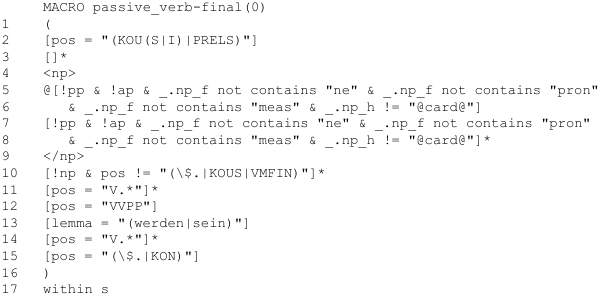 MACRO passive_verb-final(0)
1 (
2 [pos = "(KOU(S|I)|PRELS)"]
3 []*
4 <np>
5 @[!pp & !ap & _.np_f not contains "ne" & _.np_f not contains "pron"
6 & _.np_f not contains "meas" & _.np_h != "@card@"]
7 [!pp & !ap & _.np_f not contains "ne" & _.np_f not contains "pron"
8 & _.np_f not contains "meas" & _.np_h != "@card@"]*
9 </np>
10 [!np & pos != "(\$.|KOUS|VMFIN)"]*
11 [pos = "V.*"]*
12 [pos = "VVPP"]
13 [lemma = "(werden|sein)"]
14 [pos = "V.*"]*
15 [pos = "(\$.|KON)"]
16 )
17 within s